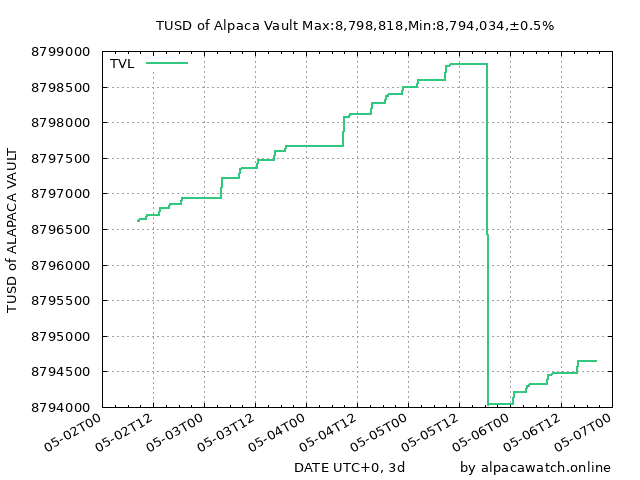 TUSD of Alpaca Vault Max:8,798,818,Min:8,794,034,±0.5%
TVL
8799000
8798500
8798000
8797500
8797000
8796500
8796000
8795500
8795000
8794500
8794000
TUSD of ALAPACA VAULT
05-02T00
05-02T12
05-03T00
05-03T12
05-04T00
05-04T12
05-05T00
05-05T12
05-06T00
05-06T12
05-07T00
DATE UTC+0, 3d
by alpacawatch.online